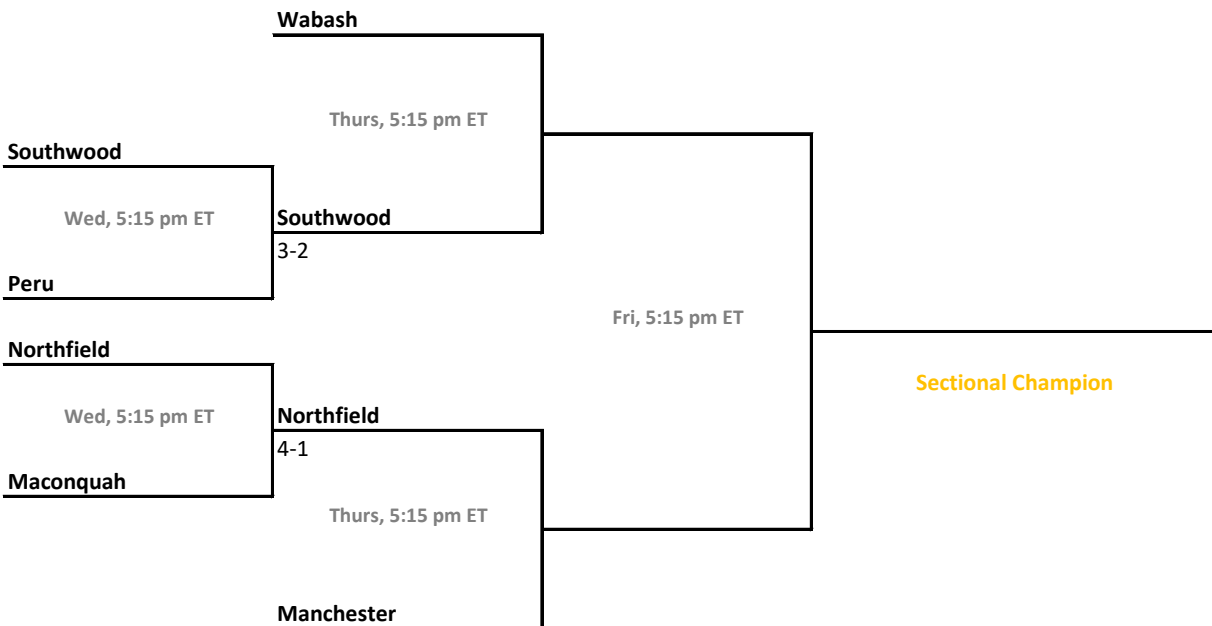 Wabash
Thurs, 5:15 pm ET
Southwood
Wed, 5:15 pm ET
Southwood
3-2
Peru
Fri, 5:15 pm ET
Northfield
Sectional Champion
Wed, 5:15 pm ET
Northfield
4-1
Maconquah
Thurs, 5:15 pm ET
Manchester